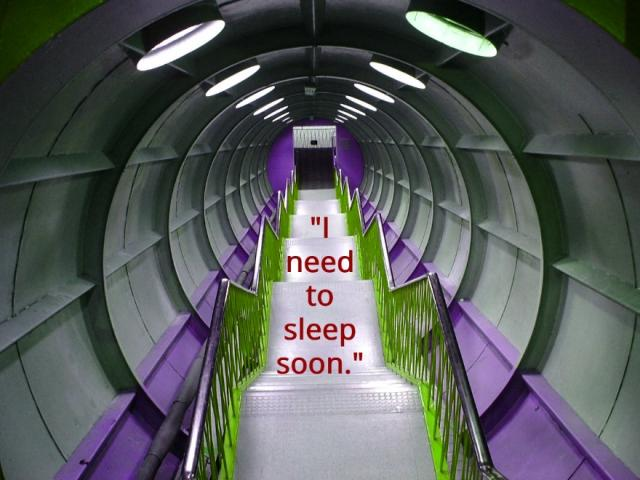 "I
need
to
sleep
soon."